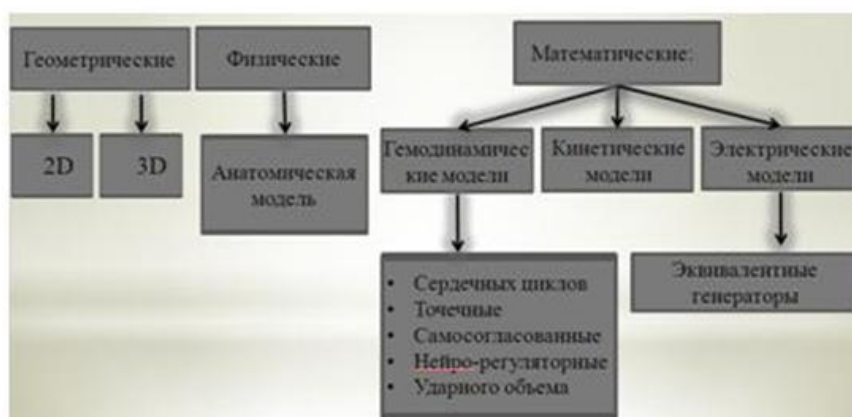 Геометрические
Физические
Математические:
2D
3D
Анатомическая
модель
Гемодинамичес
кие модели
Кинетические
модели
Электрические
модели
• Сердечных циклов
• Точечные
• Самосогласованные
• Нейро-регуляторные
• Ударного объема
Эквивалентные
генераторы